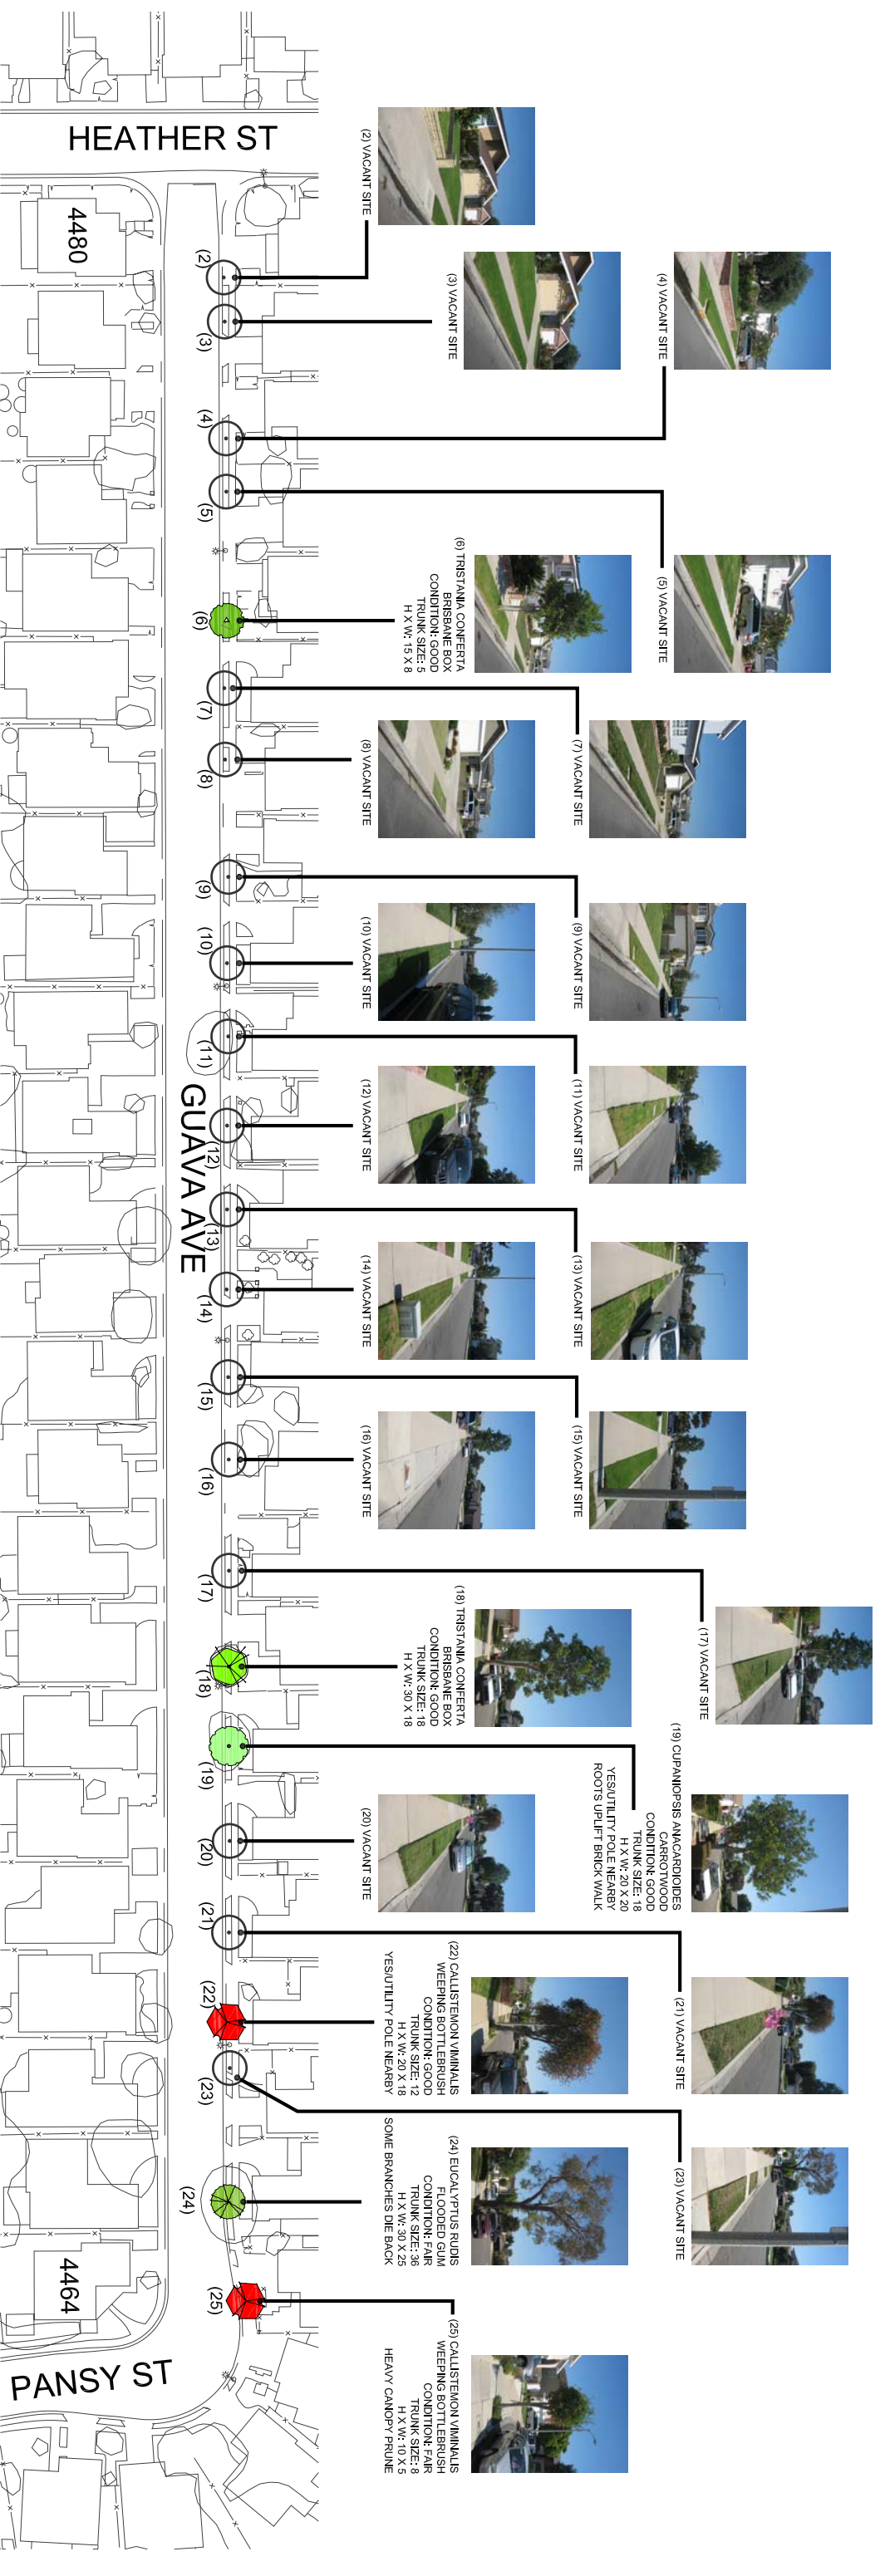 HEATHER ST
4480
(2) VACANT SITE
(3) VACANT SITE
(4) VACANT SITE
(5) VACANT SITE
(6) TRISTANIA CONFERTA
BRISBANE BOX
CONDITION: GOOD
TRUNK SIZE: 5
H X W: 15 X 8
(7) VACANT SITE
(8) VACANT SITE
(9) VACANT SITE
(10) VACANT SITE
(11) VACANT SITE
(12) VACANT SITE
(13) VACANT SITE
(14) VACANT SITE
(15) VACANT SITE
(16) VACANT SITE
(17) VACANT SITE
(18) TRISTANIA CONFERTA
BRISBANE BOX
CONDITION: GOOD
TRUNK SIZE: 18
H X W: 30 X 18
(19) CUPANIOPSIS ANACARDIOIDES
CARROTWOOD
CONDITION: GOOD
TRUNK SIZE: 18
H X W: 20 X 20
YES/UTILITY POLE NEARBY
ROOTS UPLIFT BRICK WALK
(20) VACANT SITE
(21) VACANT SITE
(22) CALLISTEMON VIMINALIS
WEEPING BOTTLEBRUSH
CONDITION: GOOD
TRUNK SIZE: 12
H X W: 20 X 18
YES/UTILITY POLE NEARBY
(23) VACANT SITE
(24) EUCALYPTUS RUDIS
FLOODED GUM
CONDITION: FAIR
TRUNK SIZE: 36
H X W: 30 X 25
SOME BRANCHES DIE BACK
(25) CALLISTEMON VIMINALIS
WEEPING BOTTLEBRUSH
CONDITION: FAIR
TRUNK SIZE: 8
H X W: 10 X 5
HEAVY CANOPY PRUNE
(2)
(3)
(4)
(5)
(6)
(7)
(8)
(9)
(10)
(11)
(12)
(13)
(14)
(15)
(16)
(17)
(18)
(19)
(20)
(21)
(22)
(23)
(24)
(25)
GUAVA AVE
4464
PANSY ST